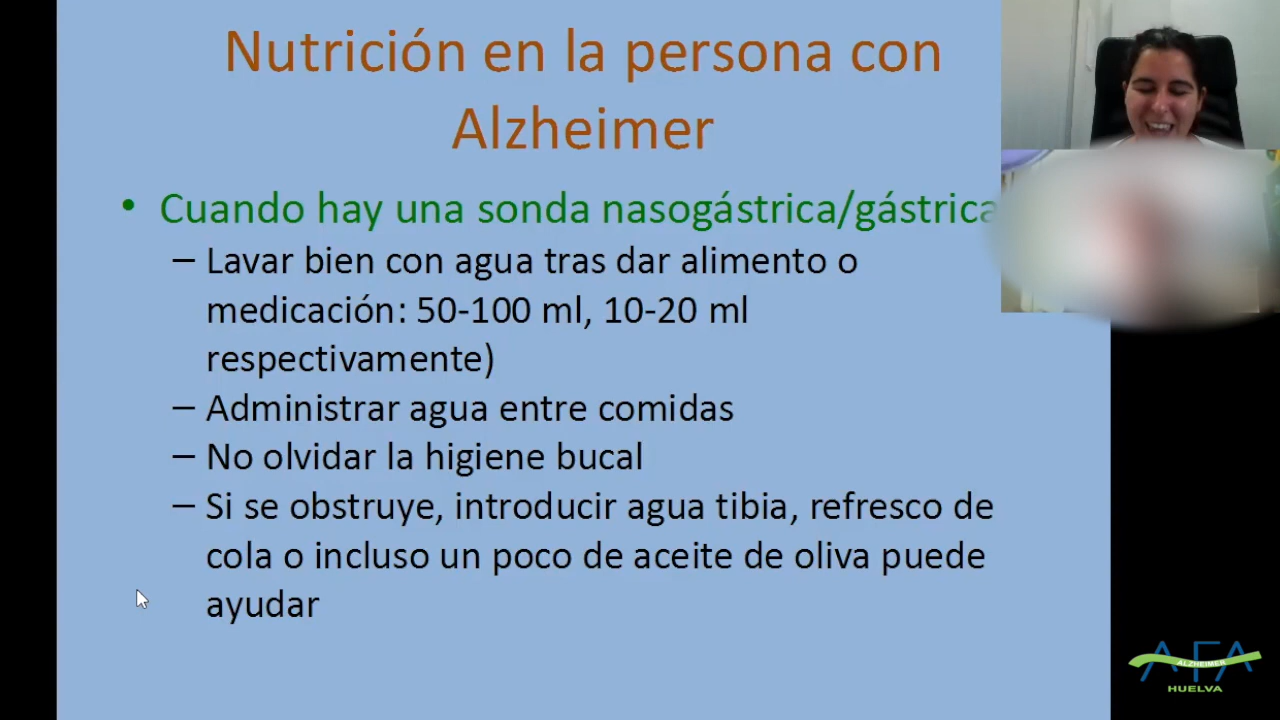 Nutrición en la persona con
Alzheimer
• Cuando hay una sonda nasogástrica/gástrica
– Lavar bien con agua tras dar alimento o
medicación: 50-100 ml, 10-20 ml
respectivamente)
– Administrar agua entre comidas
– No olvidar la higiene bucal
– Si se obstruye, introducir agua tibia, refresco de
cola o incluso un poco de aceite de oliva puede
ayudar
AFA
ALZHEIMER
HUELVA